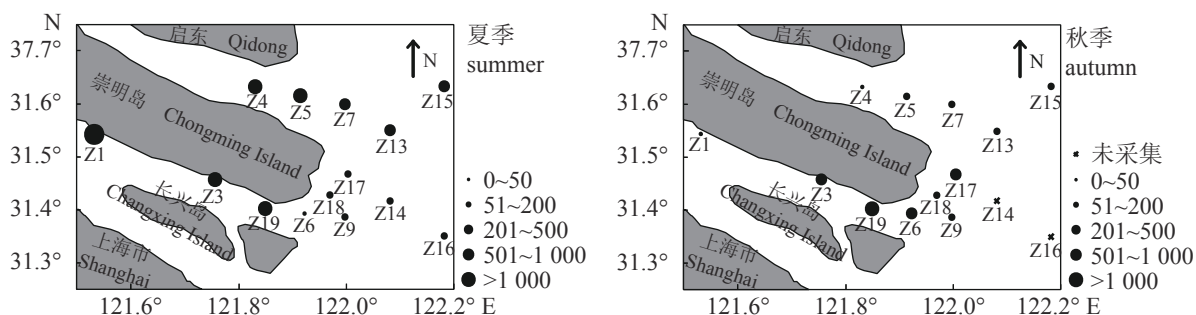 N
37.7°
31.6°
31.5°
31.4°
31.3°
121.6°
121.8°
122.0°
122.2° E
启东 Qidong
崇明岛
Chongming Island
长兴岛
Changxing Island
上海市
Shanghai
N
Z4
Z5
Z7
Z15
Z13
Z1
Z3
Z17
Z18
Z19
Z6
Z9
Z14
Z16
夏季
summer
0~50
51~200
201~500
501~1 000
>1 000
N
37.7°
31.6°
31.5°
31.4°
31.3°
121.6°
121.8°
122.0°
122.2° E
启东 Qidong
崇明岛
Chongming Island
长兴岛
Changxing Island
上海市
Shanghai
N
Z4
Z5
Z7
Z15
Z13
Z1
Z3
Z17
Z18
Z19
Z6
Z9
Z14
Z16
秋季
autumn
未采集
0~50
51~200
201~500
501~1 000
>1 000